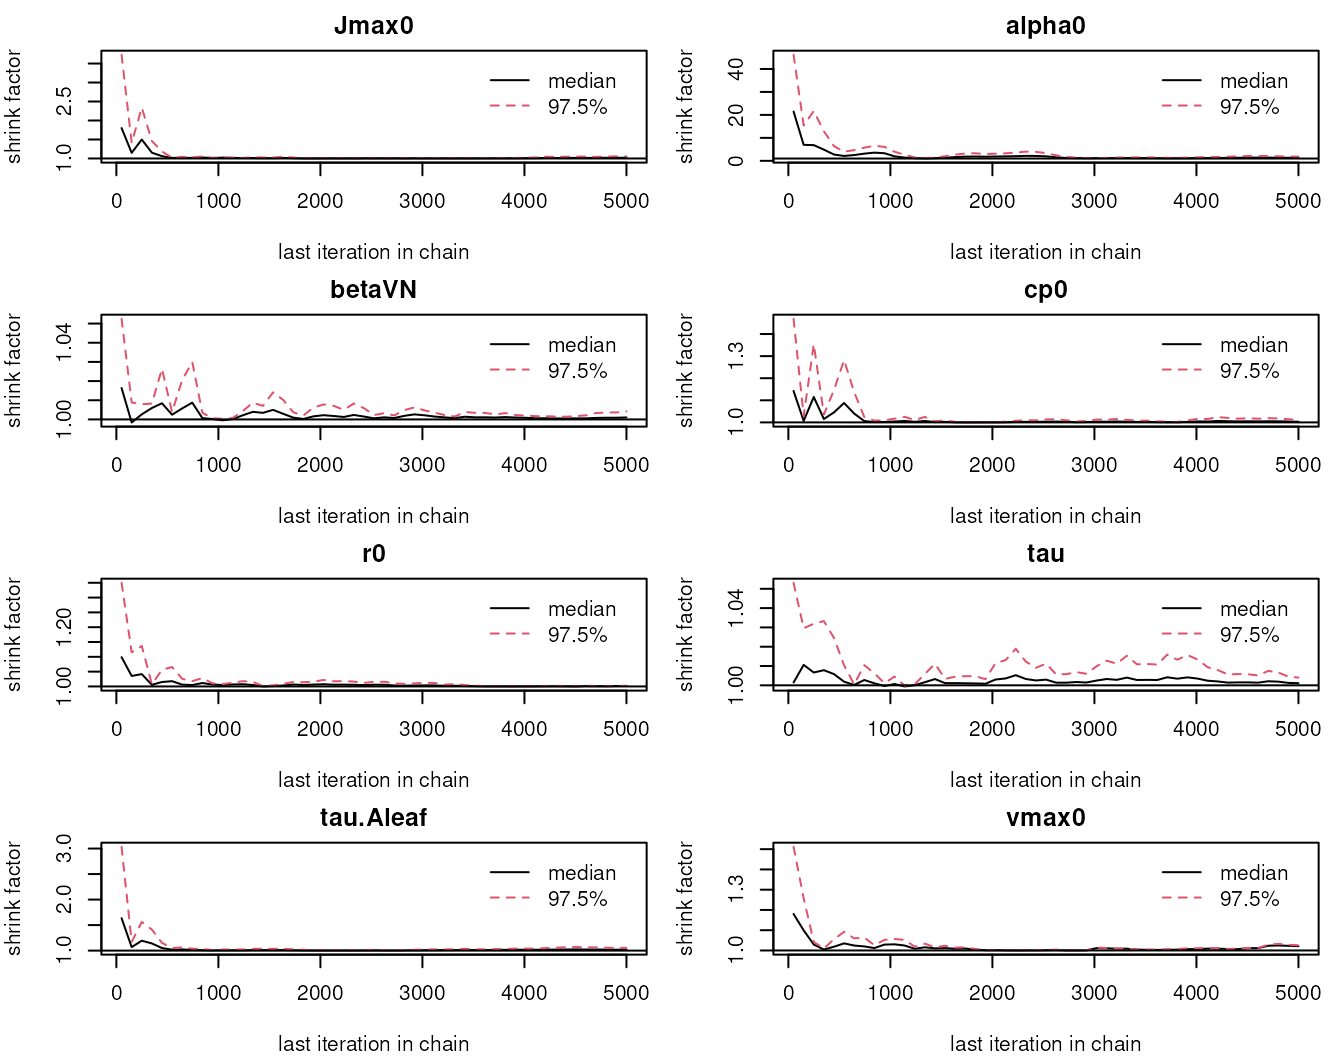 Jmax0
shrink factor
1.0 2.5
median
97.5%
0 1000 2000 3000 4000 5000
last iteration in chain
alpha0
shrink factor
0 20 40
median
97.5%
0 1000 2000 3000 4000 5000
last iteration in chain
betaVN
shrink factor
1.00 1.04
median
97.5%
0 1000 2000 3000 4000 5000
last iteration in chain
cp0
shrink factor
1.0 1.3
median
97.5%
0 1000 2000 3000 4000 5000
last iteration in chain
r0
shrink factor
1.00 1.20
median
97.5%
0 1000 2000 3000 4000 5000
last iteration in chain
tau
shrink factor
1.00 1.04
median
97.5%
0 1000 2000 3000 4000 5000
last iteration in chain
tau.Aleaf
shrink factor
1.0 2.0 3.0
median
97.5%
0 1000 2000 3000 4000 5000
last iteration in chain
vmax0
shrink factor
1.0 1.3
median
97.5%
0 1000 2000 3000 4000 5000
last iteration in chain